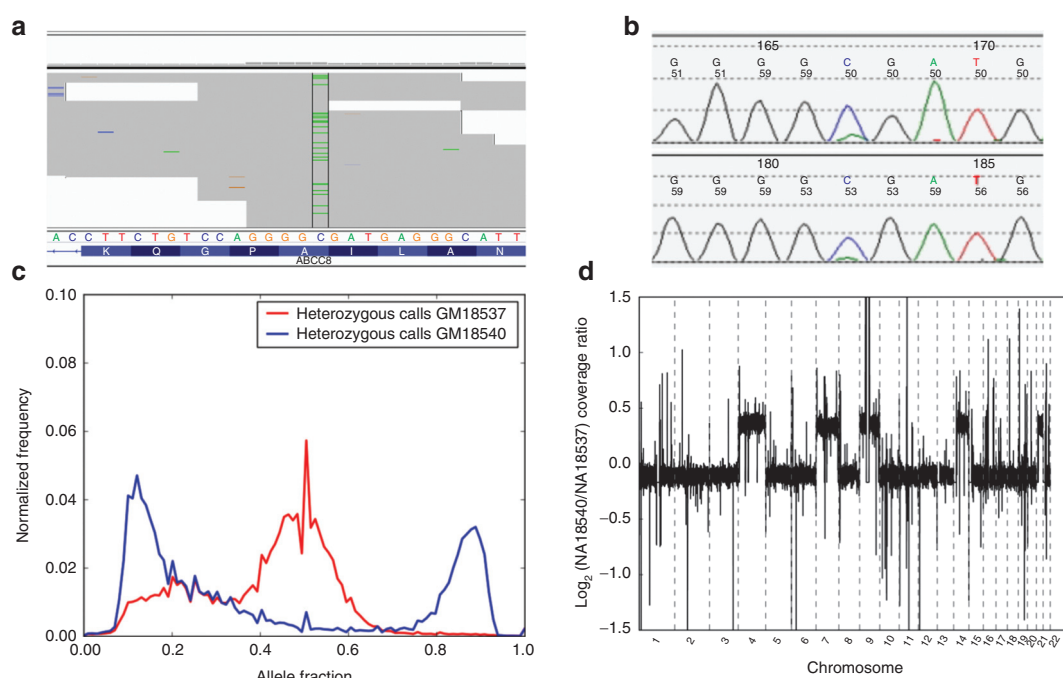 a
A C C T T C T G T C C A G G G G C G A T G A G G G C A T T
K Q G P A I L A N
ABCC8
b
165 170
G G G G C G A T G
51 51 59 59 50 50 50 50 50
180 185
G G G G C G A T G
59 59 59 53 53 53 59 56 56
c
0.10
0.08
0.06
0.04
0.02
0.00
Normalized frequency
Heterozygous calls GM18537
Heterozygous calls GM18540
0.00 0.2 0.4 0.6 0.8 1.0
Allele fraction
d
1.5
1.0
0.5
0.0
−0.5
−1.0
−1.5
Log2 (NA18540/NA18537) coverage ratio
1 2 3 4 5 6 7 8 9 10 11 12 13 14 15 16 17 18 19 20 21 22
Chromosome